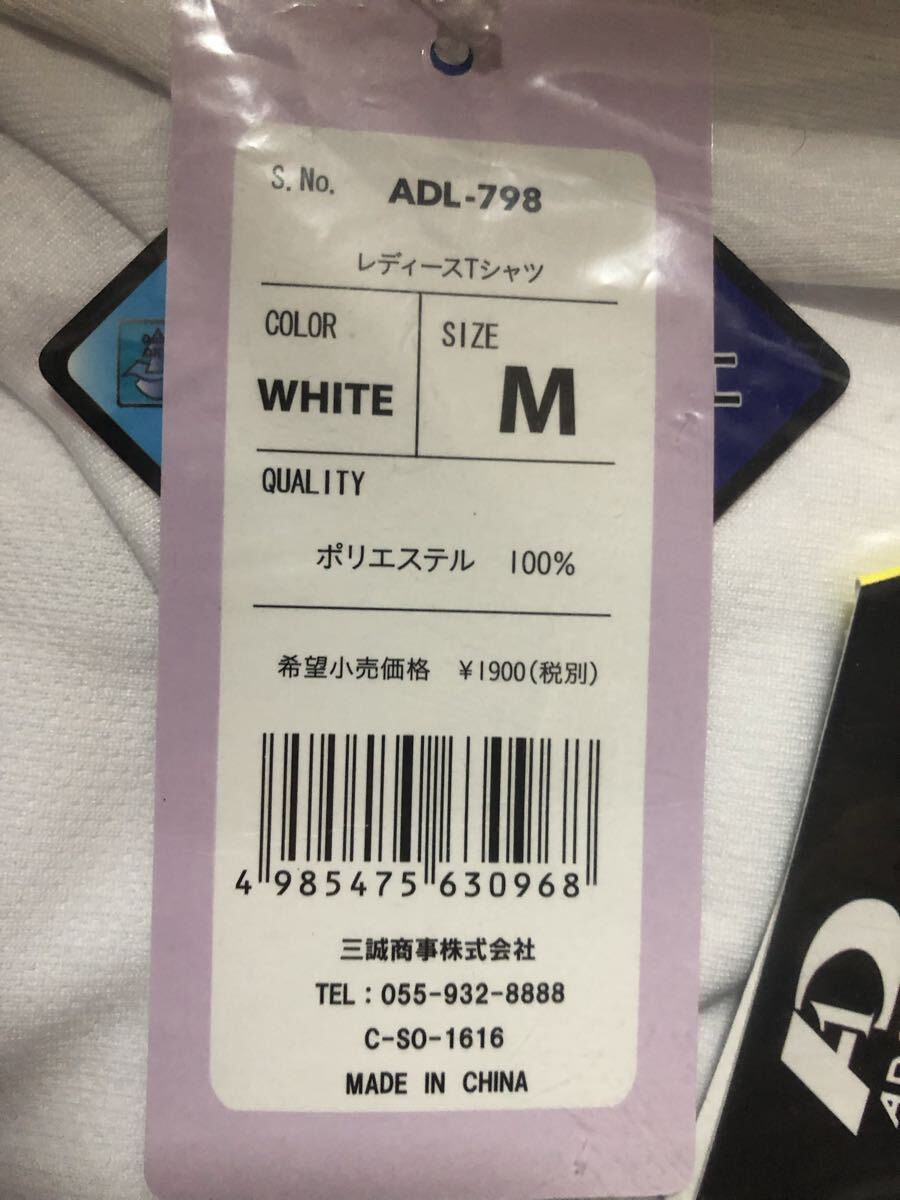 S.No. ADL-798
レディースTシャツ
COLOR
WHITE
SIZE
M
QUALITY
ポリエステル 100%
希望小売価格 ¥1900(税別)
4 985475 630968
三誠商事株式会社
TEL：055-932-8888
C-SO-1616
MADE IN CHINA